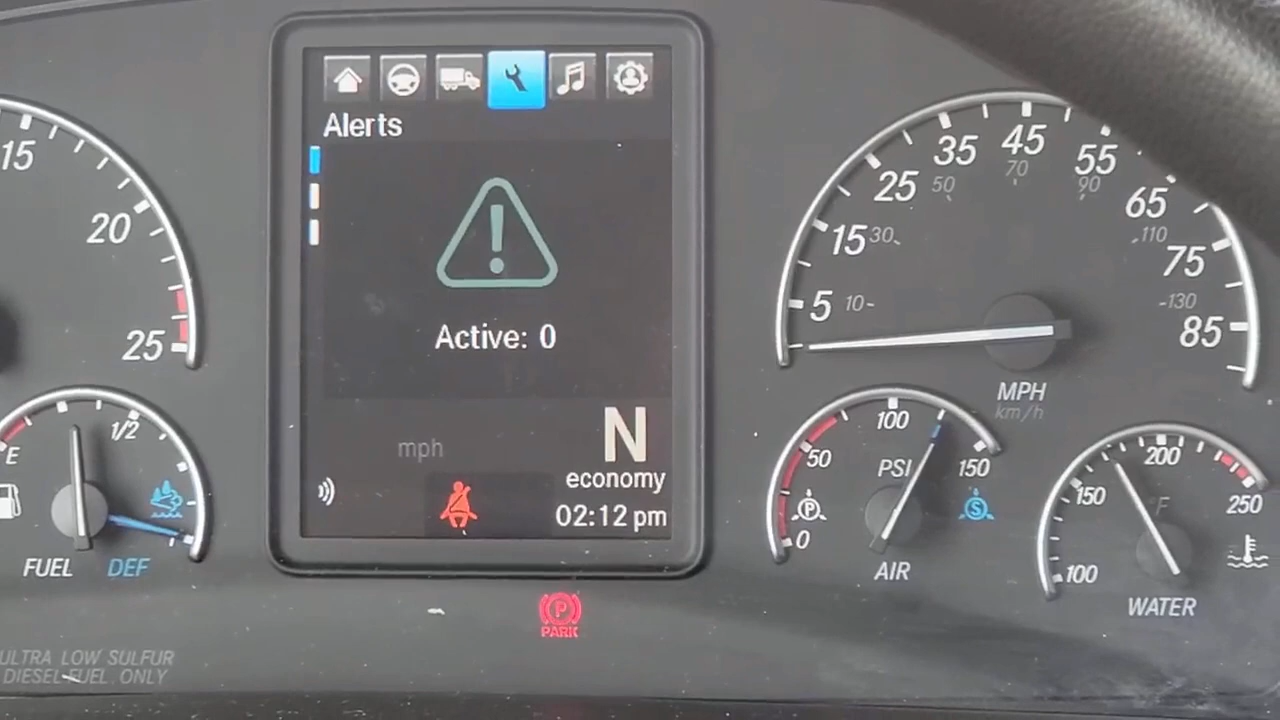 Alerts
Active: 0
mph
N
economy
02:12 pm
15
20
25
E
1/2
FUEL
DEF
ULTRA LOW SULFUR
DIESEL FUEL ONLY
P
PARK
5
15
25
35
45
55
65
75
85
10
30
50
70
90
110
130
MPH
km/h
0
50
100
150
PSI
P
S
AIR
100
150
200
250
°F
WATER